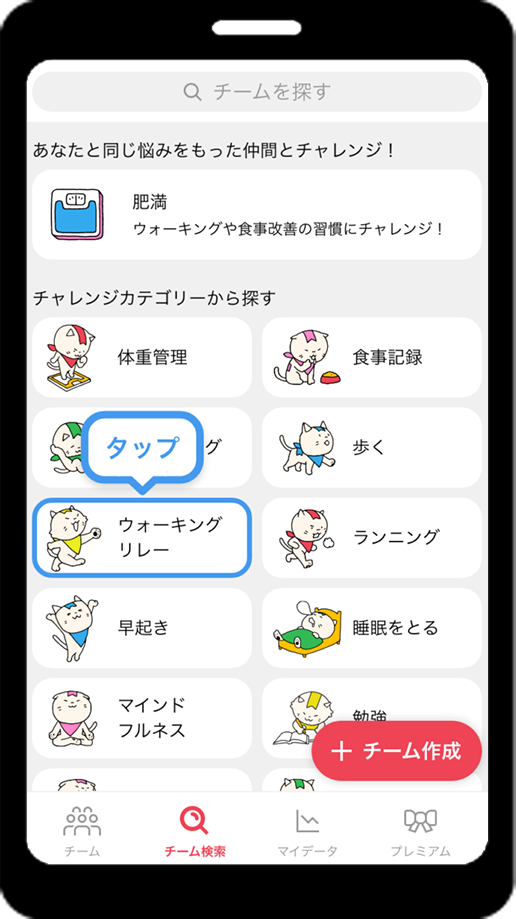 チームを探す
あなたと同じ悩みをもった仲間とチャレンジ！
肥満
ウォーキングや食事改善の習慣にチャレンジ！
チャレンジカテゴリーから探す
体重管理
食事記録
タップ
グ
歩く
ウォーキング
リレー
ランニング
早起き
睡眠をとる
マインド
フルネス
勉強
＋ チーム作成
チーム
チーム検索
マイデータ
プレミアム